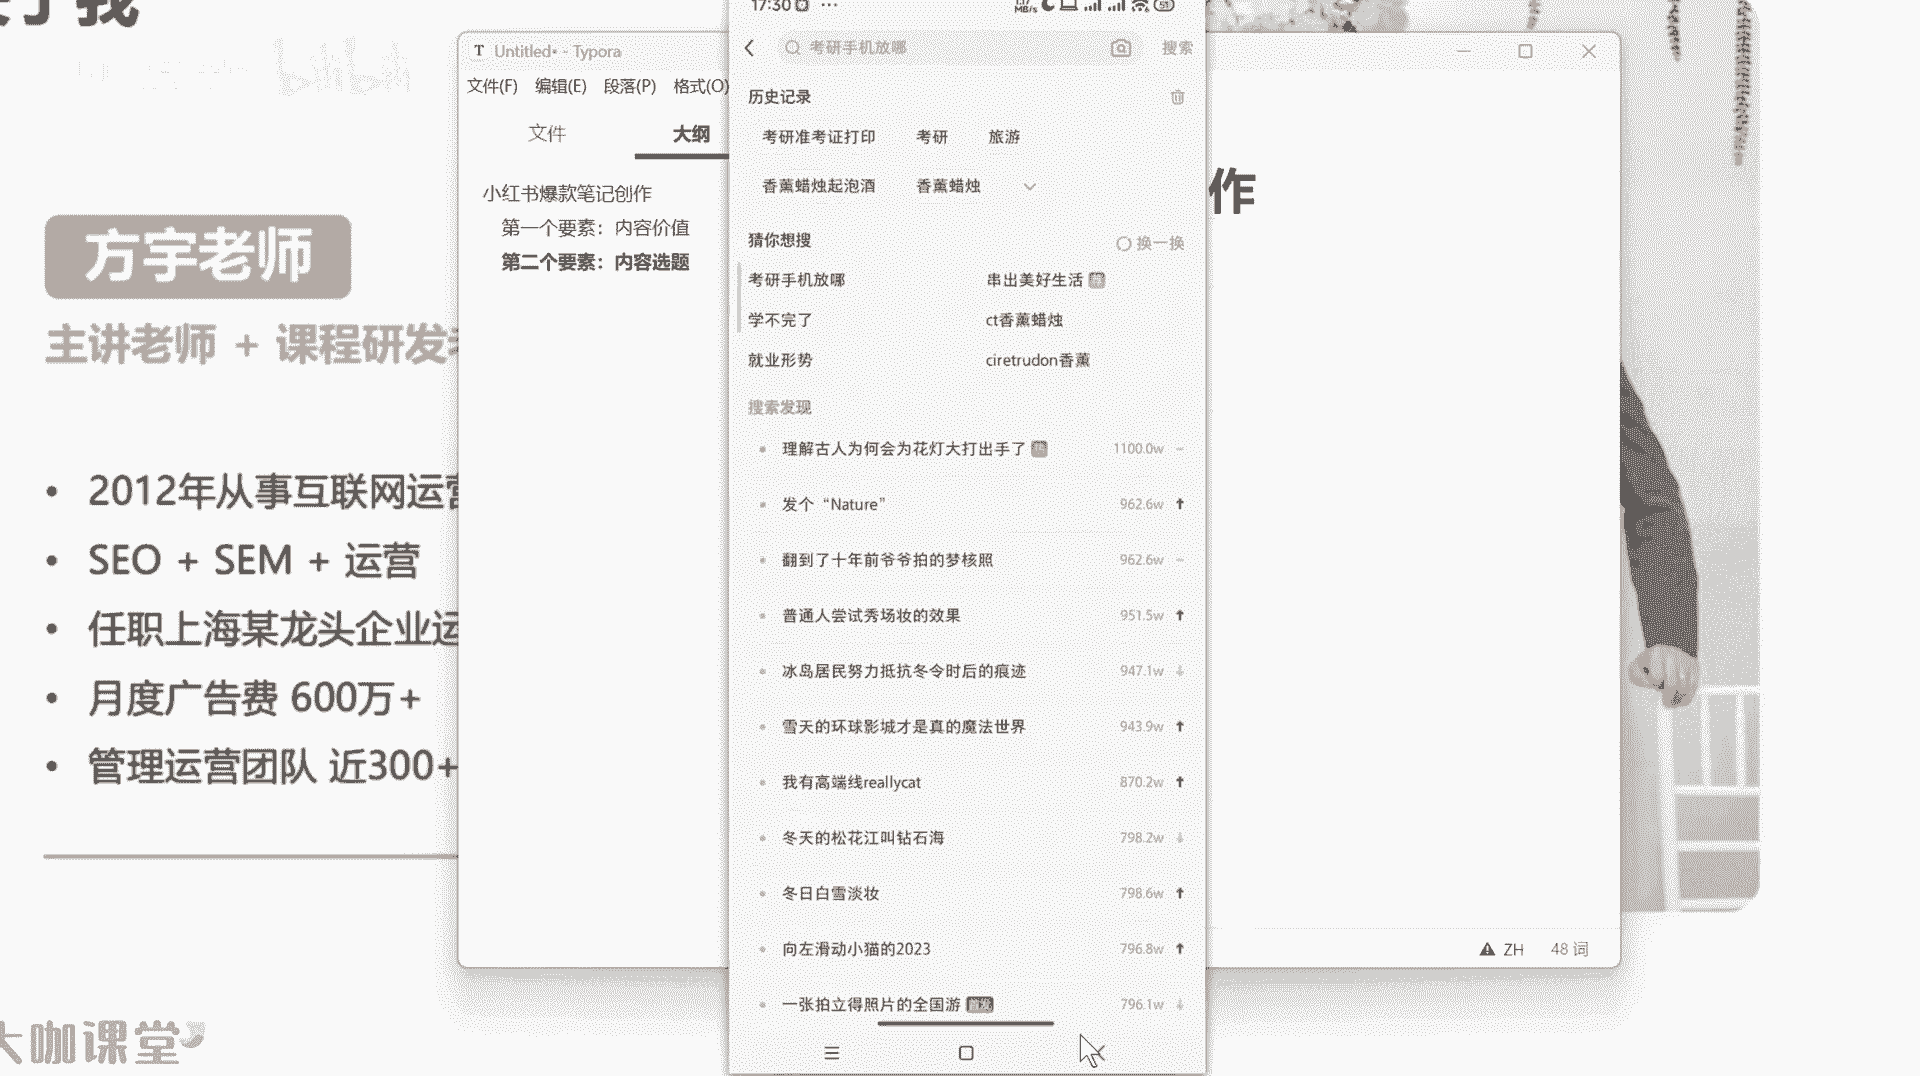 了我
bilibili
方宇老师
主讲老师 + 课程研发
2012年从事互联网运营
SEO + SEM + 运营
任职上海某龙头企业运
月度广告费 600万+
管理运营团队 近300+
大咖课堂
Untitled• - Typora
文件(F) 编辑(E) 段落(P) 格式(O)
文件 大纲
小红书爆款笔记创作
第一个要素：内容价值
第二个要素：内容选题
作
ZH 48 词
17:30
考研手机放哪 搜索
历史记录
考研准考证打印 考研 旅游
香薰蜡烛起泡酒 香薰蜡烛
猜你想搜 换一换
考研手机放哪 串出美好生活
学不完了 ct香薰蜡烛
就业形势 ciretrudon香薰
搜索发现
理解古人为何会为花灯大打出手了 1100.0w
发个“Nature” 962.6w
翻到了十年前爷爷拍的梦核照 962.6w
普通人尝试秀场妆的效果 951.5w
冰岛居民努力抵抗冬令时后的痕迹 947.1w
雪天的环球影城才是真的魔法世界 943.9w
我有高端线reallycat 870.2w
冬天的松花江叫钻石海 798.2w
冬日白雪淡妆 798.6w
向左滑动小猫的2023 796.8w
一张拍立得照片的全国游 首发 796.1w